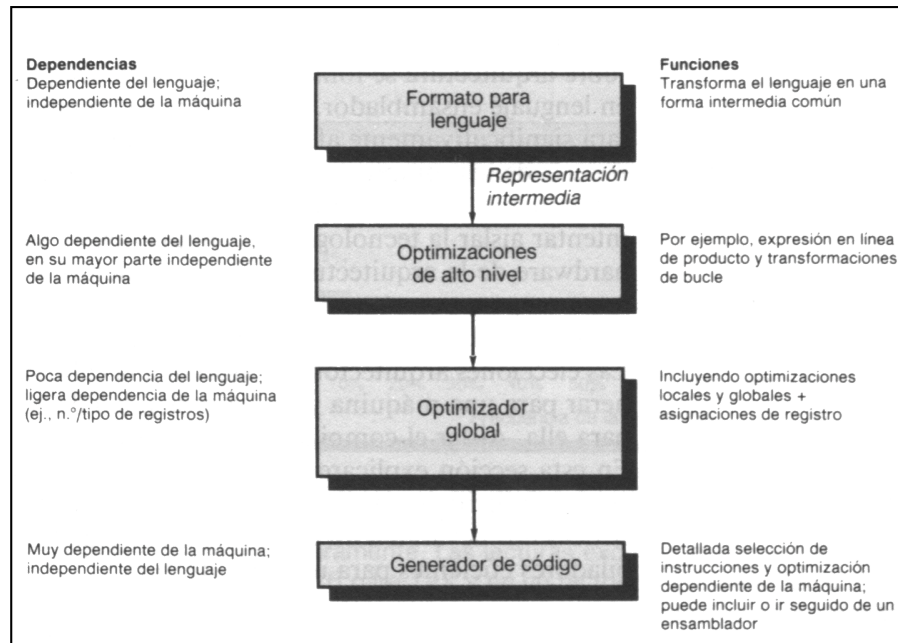 Dependencias
Dependiente del lenguaje;
independiente de la máquina
Formato para
lenguaje
Funciones
Transforma el lenguaje en una
forma intermedia común
Representación
intermedia
Algo dependiente del lenguaje,
en su mayor parte independiente
de la máquina
Optimizaciones
de alto nivel
Por ejemplo, expresión en línea
de producto y transformaciones
de bucle
Poca dependencia del lenguaje;
ligera dependencia de la máquina
(ej., n.°/tipo de registros)
Optimizador
global
Incluyendo optimizaciones
locales y globales +
asignaciones de registro
Muy dependiente de la máquina;
independiente del lenguaje
Generador de código
Detallada selección de
instrucciones y optimización
dependiente de la máquina;
puede incluir o ir seguido de un
ensamblador